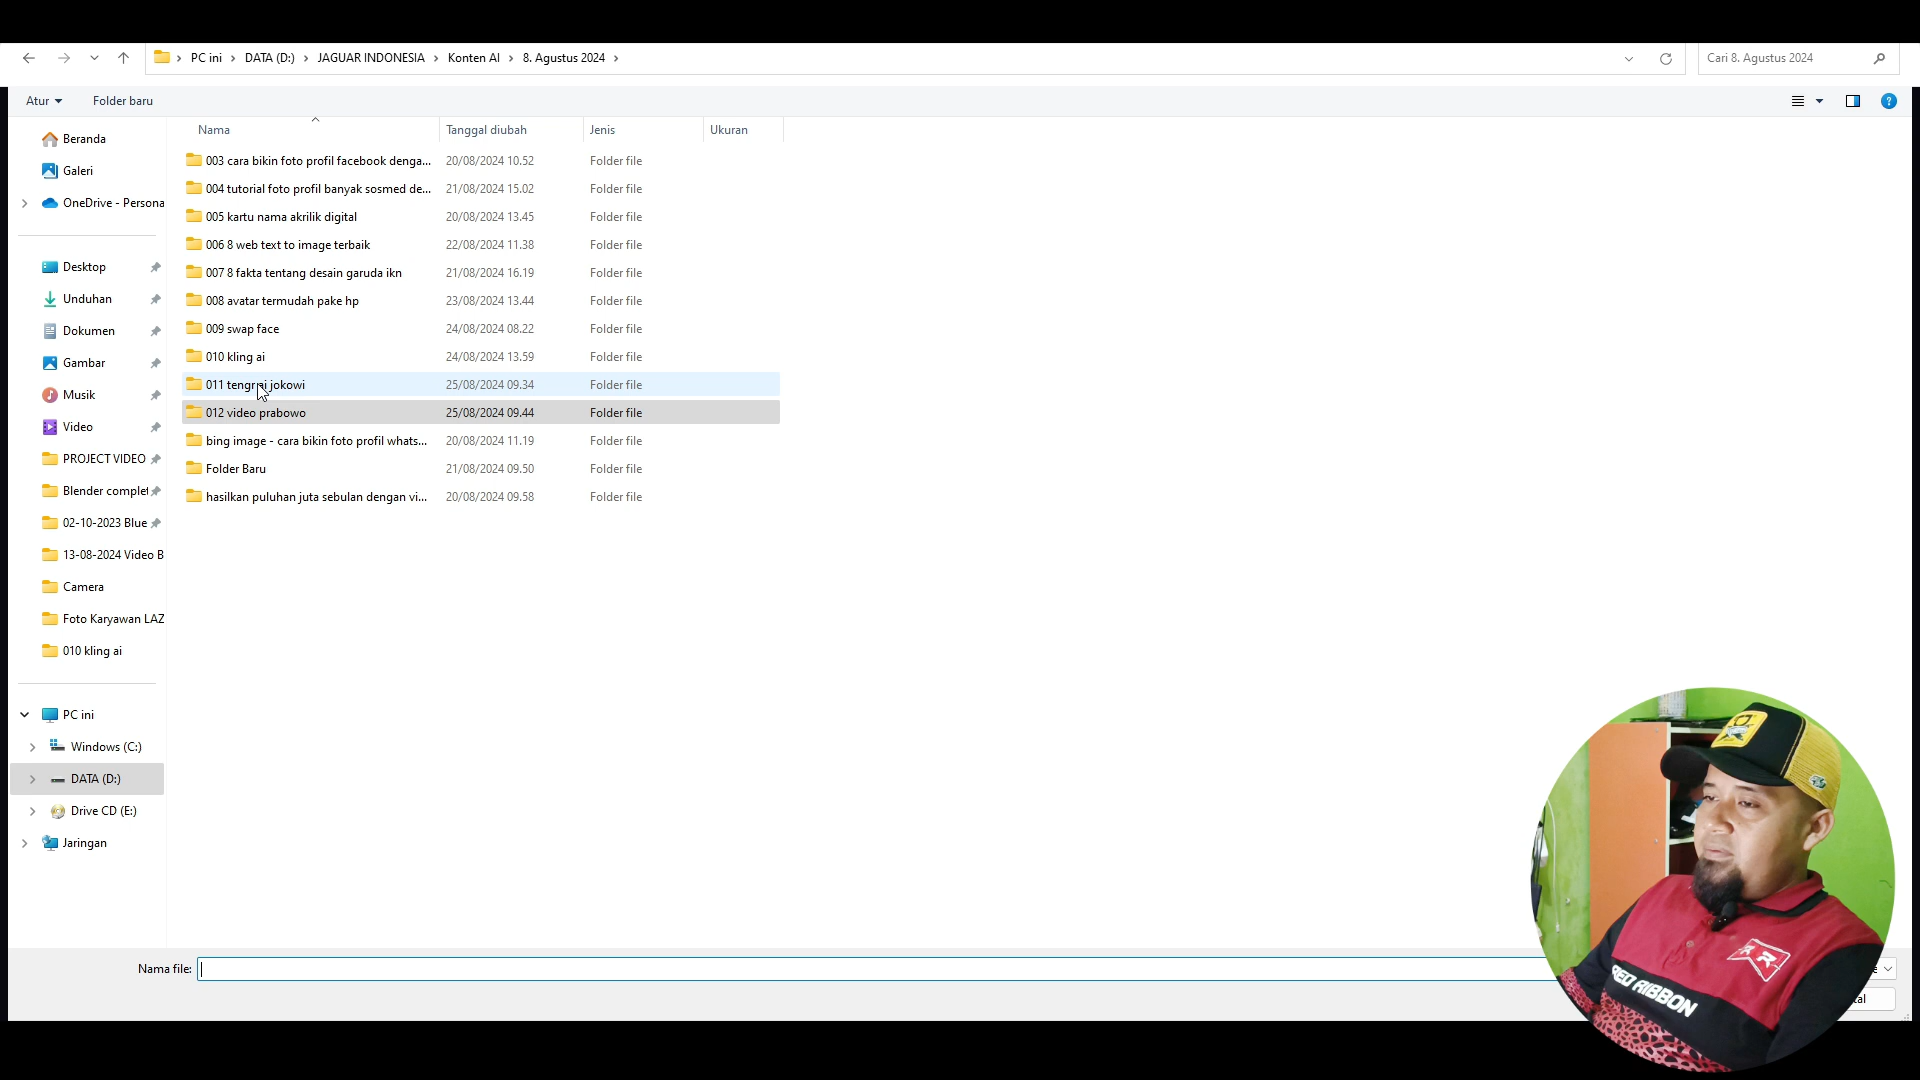 PC ini > DATA (D:) > JAGUAR INDONESIA > Konten AI > 8. Agustus 2024 >
Cari 8. Agustus 2024
Atur
Folder baru
Beranda
Galeri
OneDrive - Persona
Desktop
Unduhan
Dokumen
Gambar
Musik
Video
PROJECT VIDEO
Blender complet
02-10-2023 Blue
13-08-2024 Video B
Camera
Foto Karyawan LAZ
010 kling ai
PC ini
Windows (C:)
DATA (D:)
Drive CD (E:)
Jaringan
Nama Tanggal diubah Jenis Ukuran
003 cara bikin foto profil facebook denga... 20/08/2024 10.52 Folder file
004 tutorial foto profil banyak sosmed de... 21/08/2024 15.02 Folder file
005 kartu nama akrilik digital 20/08/2024 13.45 Folder file
006 8 web text to image terbaik 22/08/2024 11.38 Folder file
007 8 fakta tentang desain garuda ikn 21/08/2024 16.19 Folder file
008 avatar termudah pake hp 23/08/2024 13.44 Folder file
009 swap face 24/08/2024 08.22 Folder file
010 kling ai 24/08/2024 13.59 Folder file
011 jokowi 25/08/2024 09.34 Folder file
012 video prabowo 25/08/2024 09.44 Folder file
bing image - cara bikin foto profil whats... 20/08/2024 11.19 Folder file
Folder Baru 21/08/2024 09.50 Folder file
hasilkan puluhan juta sebulan dengan vi... 20/08/2024 09.58 Folder file
Nama file:
RED RIBBON